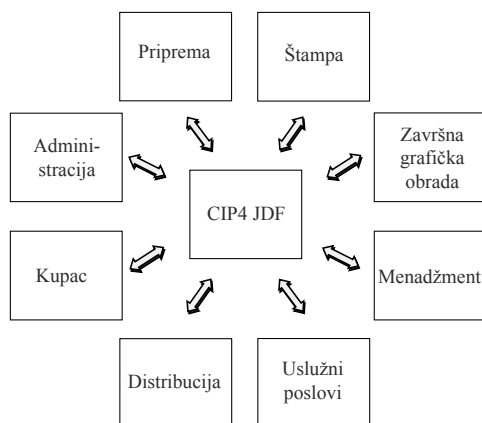 Priprema
Štampa
Admini-
stracija
Završna
grafička
obrada
CIP4 JDF
Kupac
Menadžment
Distribucija
Uslužni
poslovi